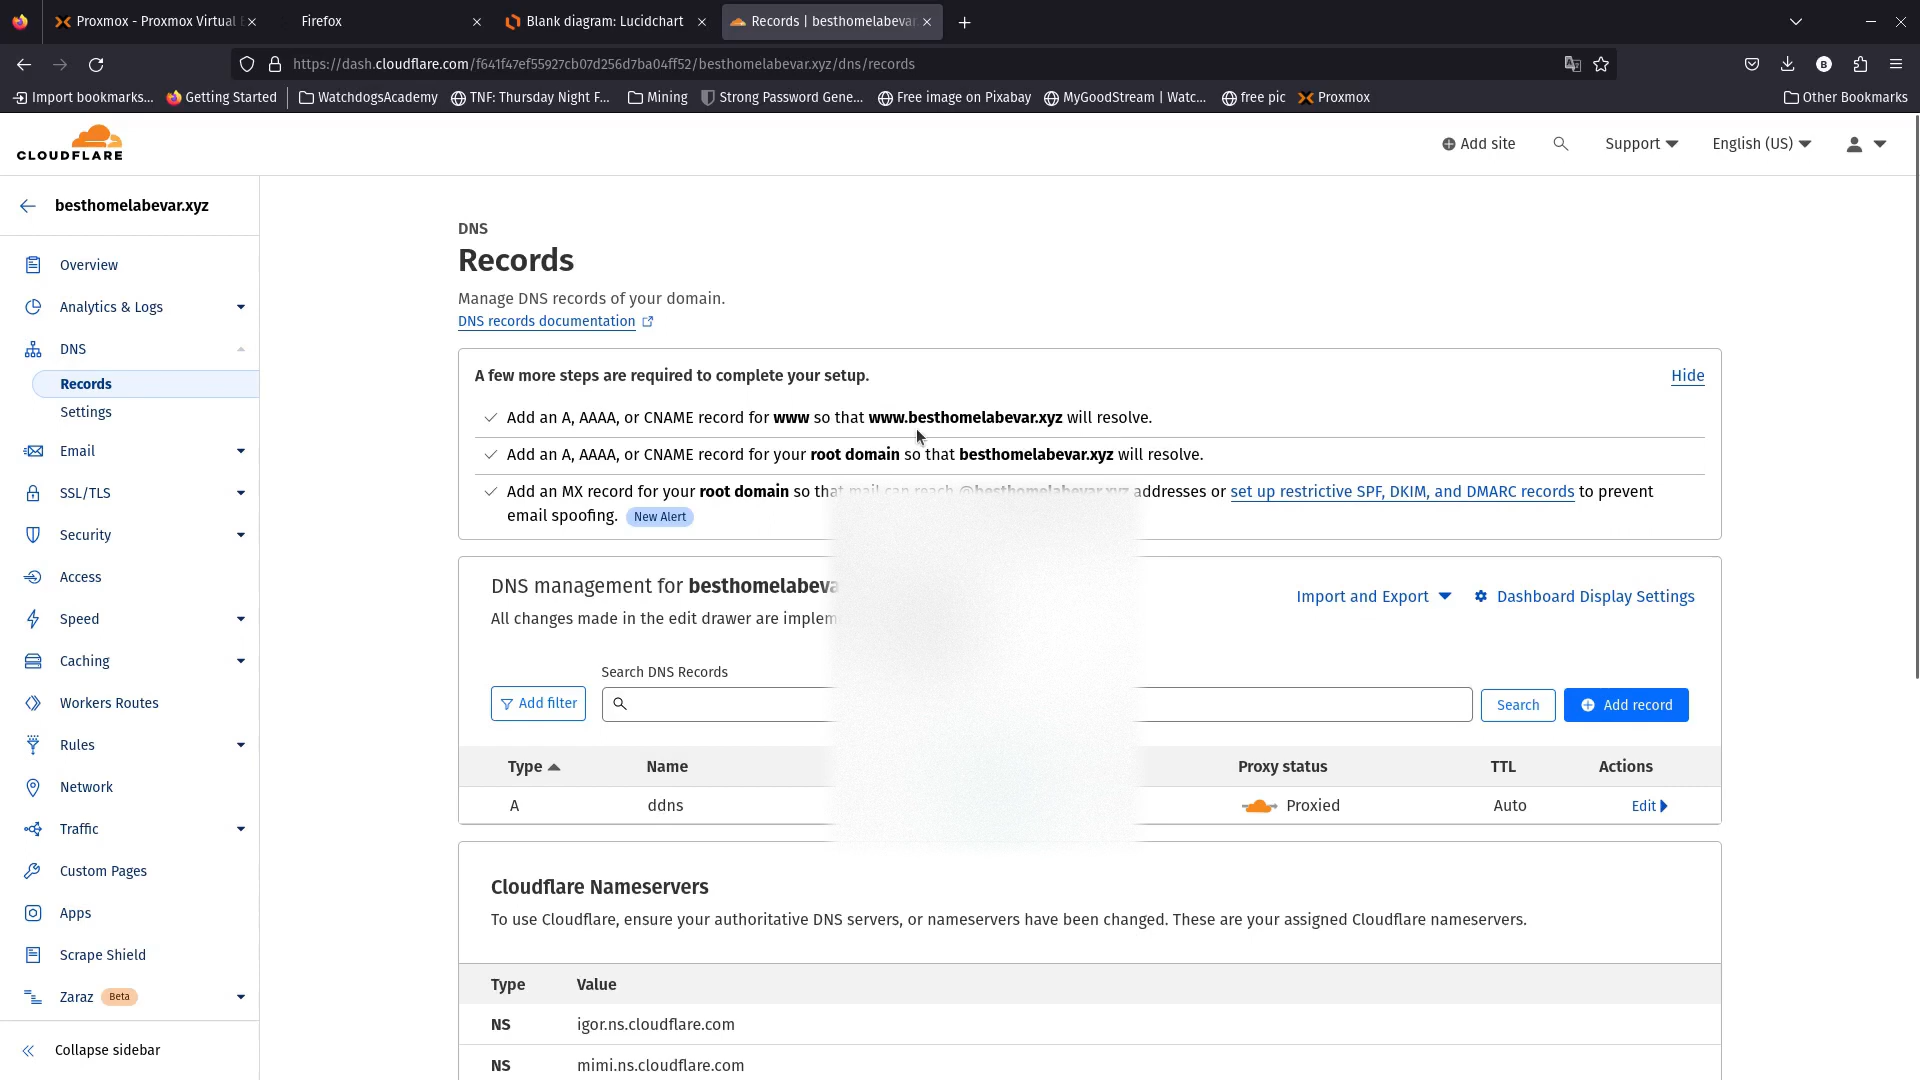 Proxmox - Proxmox Virtual E
Firefox
Blank diagram: Lucidchart
Records | besthomelabevar
https://dash.cloudflare.com/f641f47ef55927cb07d256d7ba04ff52/besthomelabevar.xyz/dns/records
B
Import bookmarks...
Getting Started
WatchdogsAcademy
TNF: Thursday Night F...
Mining
Strong Password Gene...
Free image on Pixabay
MyGoodStream | Watc...
free pic
Proxmox
Other Bookmarks
CLOUDFLARE
Add site
Support
English (US)
besthomelabevar.xyz
Overview
Analytics & Logs
DNS
Records
Settings
Email
SSL/TLS
Security
Access
Speed
Caching
Workers Routes
Rules
Network
Traffic
Custom Pages
Apps
Scrape Shield
Zaraz Beta
Collapse sidebar
DNS
Records
Manage DNS records of your domain.
DNS records documentation
A few more steps are required to complete your setup.
Hide
Add an A, AAAA, or CNAME record for www so that www.besthomelabevar.xyz will resolve.
Add an A, AAAA, or CNAME record for your root domain so that besthomelabevar.xyz will resolve.
Add an MX record for your root domain so that mail can reach @besthomelabevar.xyz addresses or set up restrictive SPF, DKIM, and DMARC records to prevent
email spoofing. New Alert
DNS management for besthomelabeva
All changes made in the edit drawer are implem
Import and Export
Dashboard Display Settings
Search DNS Records
Add filter
Search
Add record
Type Name Proxy status TTL Actions
A ddns Proxied Auto Edit
Cloudflare Nameservers
To use Cloudflare, ensure your authoritative DNS servers, or nameservers have been changed. These are your assigned Cloudflare nameservers.
Type Value
NS igor.ns.cloudflare.com
NS mimi.ns.cloudflare.com